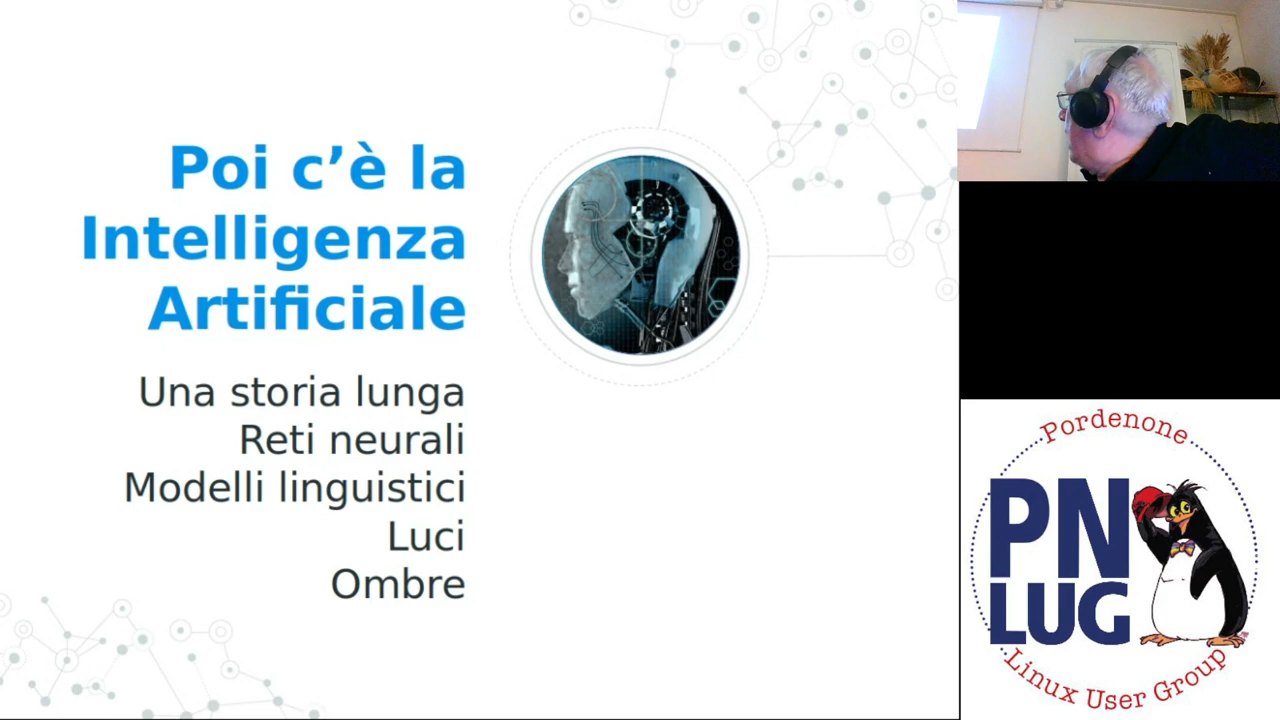 Poi c’è la
Intelligenza
Artificiale
Una storia lunga
Reti neurali
Modelli linguistici
Luci
Ombre
Pordenone
PN
LUG
Linux User Group